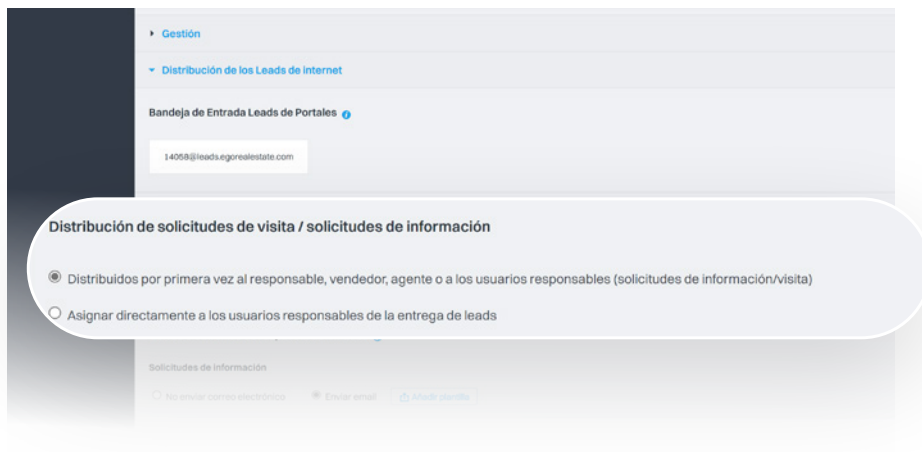 Gestión
Distribución de los Leads de internet
Bandeja de Entrada Leads de Portales
14058@leads.egorealestate.com
Distribución de solicitudes de visita / solicitudes de información
Distribuidos por primera vez al responsable, vendedor, agente o a los usuarios responsables (solicitudes de información/visita)
Asignar directamente a los usuarios responsables de la entrega de leads
Solicitudes de Información
No enviar correo electrónico Enviar email Añadir plantilla